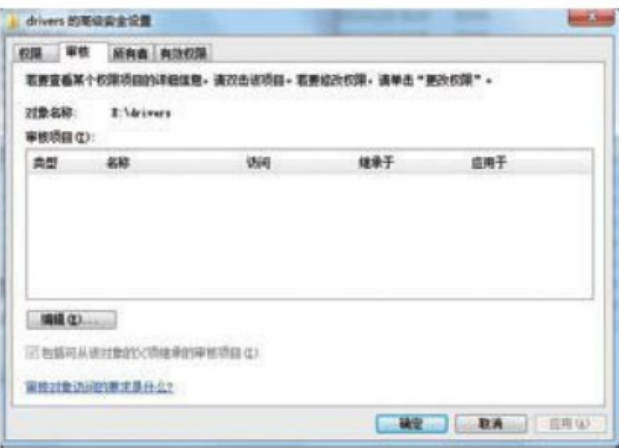 drivers 的高级安全设置
权限 审核 所有者 有效权限
若要查看某个权限项目的详细信息，请双击该项目。若要修改权限，请单击“更改权限”。
对象名称: E:\drivers
审核项目(T):
类型 名称 访问 继承于 应用于
编辑(E)...
包括可从该对象的父项继承的审核项目(I)
审核对象访问的要求是什么?
确定 取消 应用(A)